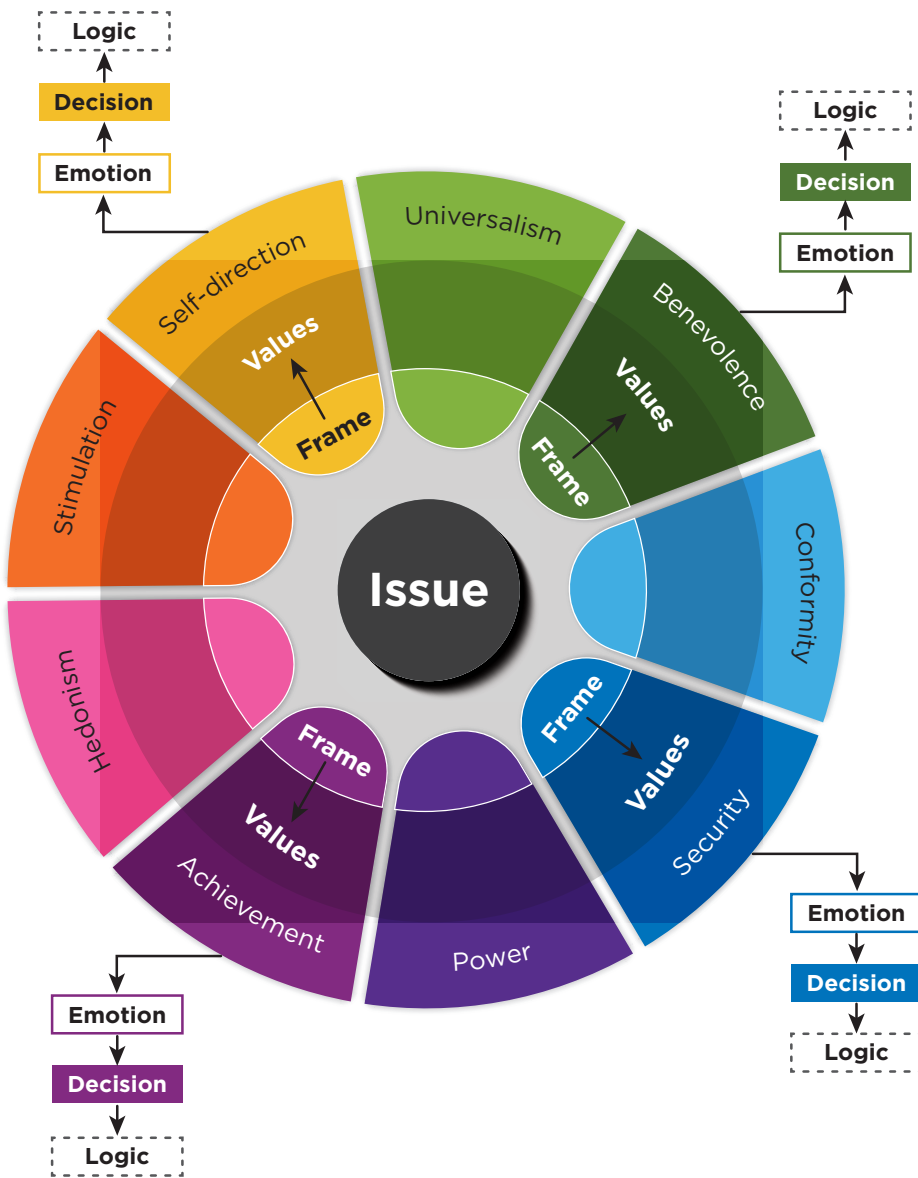 Logic
Decision
Emotion
Logic
Decision
Emotion
Universalism
Self-direction
Benevolence
Values
Values
Frame
Frame
Stimulation
Conformity
Issue
Hedonism
Frame
Frame
Values
Values
Security
Achievement
Power
Emotion
Decision
Logic
Emotion
Decision
Logic